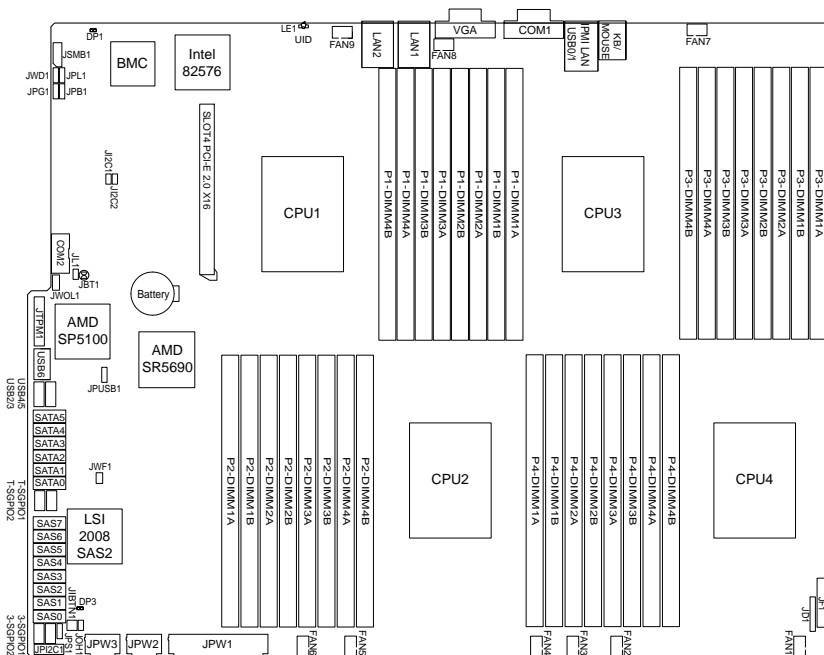 DP1
LE1
UID
FAN9
LAN2
LAN1
VGA
FAN8
COM1
IPMI LAN
USB0/1
KB/
MOUSE
FAN7
JSMB1
BMC
Intel
82576
JWD1
JPL1
JPG1
JPB1
SLOT4 PCI-E 2.0 X16
JI2C1
JI2C2
CPU1
P1-DIMM4B
P1-DIMM4A
P1-DIMM3B
P1-DIMM3A
P1-DIMM2B
P1-DIMM2A
P1-DIMM1B
P1-DIMM1A
CPU3
P3-DIMM4B
P3-DIMM4A
P3-DIMM3B
P3-DIMM3A
P3-DIMM2B
P3-DIMM2A
P3-DIMM1B
P3-DIMM1A
COM2
JL1
JBT1
JWOL1
Battery
JTPM1
AMD
SP5100
AMD
SR5690
USB6
JPUSB1
USB2/3
USB4/5
SATA5
SATA4
SATA3
SATA2
SATA1
SATA0
JWF1
T-SGPIO2
T-SGPIO1
P2-DIMM1A
P2-DIMM1B
P2-DIMM2A
P2-DIMM2B
P2-DIMM3A
P2-DIMM3B
P2-DIMM4A
P2-DIMM4B
CPU2
P4-DIMM1A
P4-DIMM1B
P4-DIMM2A
P4-DIMM2B
P4-DIMM3A
P4-DIMM3B
P4-DIMM4A
P4-DIMM4B
CPU4
SAS7
SAS6
SAS5
SAS4
SAS3
SAS2
SAS1
SAS0
LSI
2008
SAS2
JIBTN1
DP3
3-SGPIO2
3-SGPIO1
JPI2C1
JPS1
JOH1
JPW3
JPW2
JPW1
FAN6
FAN5
FAN4
FAN3
FAN2
JD1
JF1
FAN1